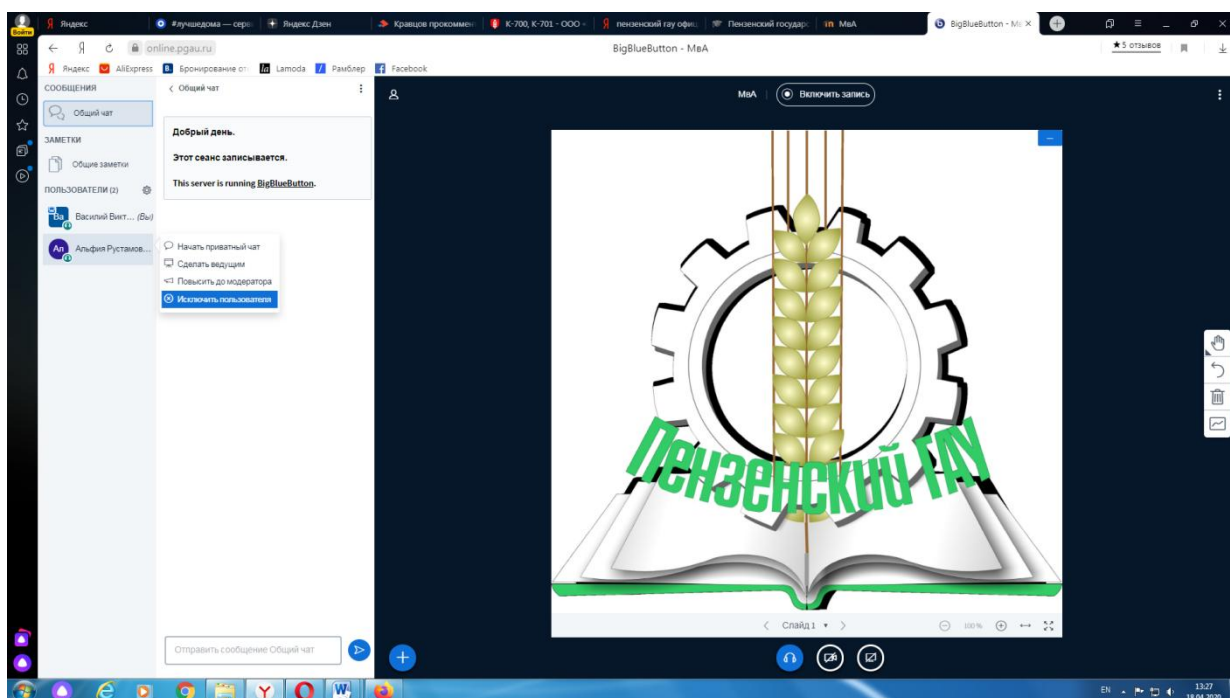 Яндекс
#лучшедома — серв
Яндекс Дзен
Кравцов прокоммен
К-700, К-701 - ООО
пензенский гау офиц
Пензенский государс
МвА
BigBlueButton - Мв
Войти
online.pgau.ru
BigBlueButton - МвА
5 отзывов
Яндекс
AliExpress
Бронирование от
Lamoda
Рамблер
Facebook
СООБЩЕНИЯ
Общий чат
ЗАМЕТКИ
Общие заметки
ПОЛЬЗОВАТЕЛИ (2)
Ва
Василий Викт... (Вы)
Ал
Альфия Рустамов...
Общий чат
Добрый день.
Этот сеанс записывается.
This server is running BigBlueButton.
Начать приватный чат
Сделать ведущим
Повысить до модератора
Исключить пользователя
Отправить сообщение Общий чат
МвА
Включить запись
Пензенский ГАУ
Слайд 1
100%
EN
13:27
18.04.2020